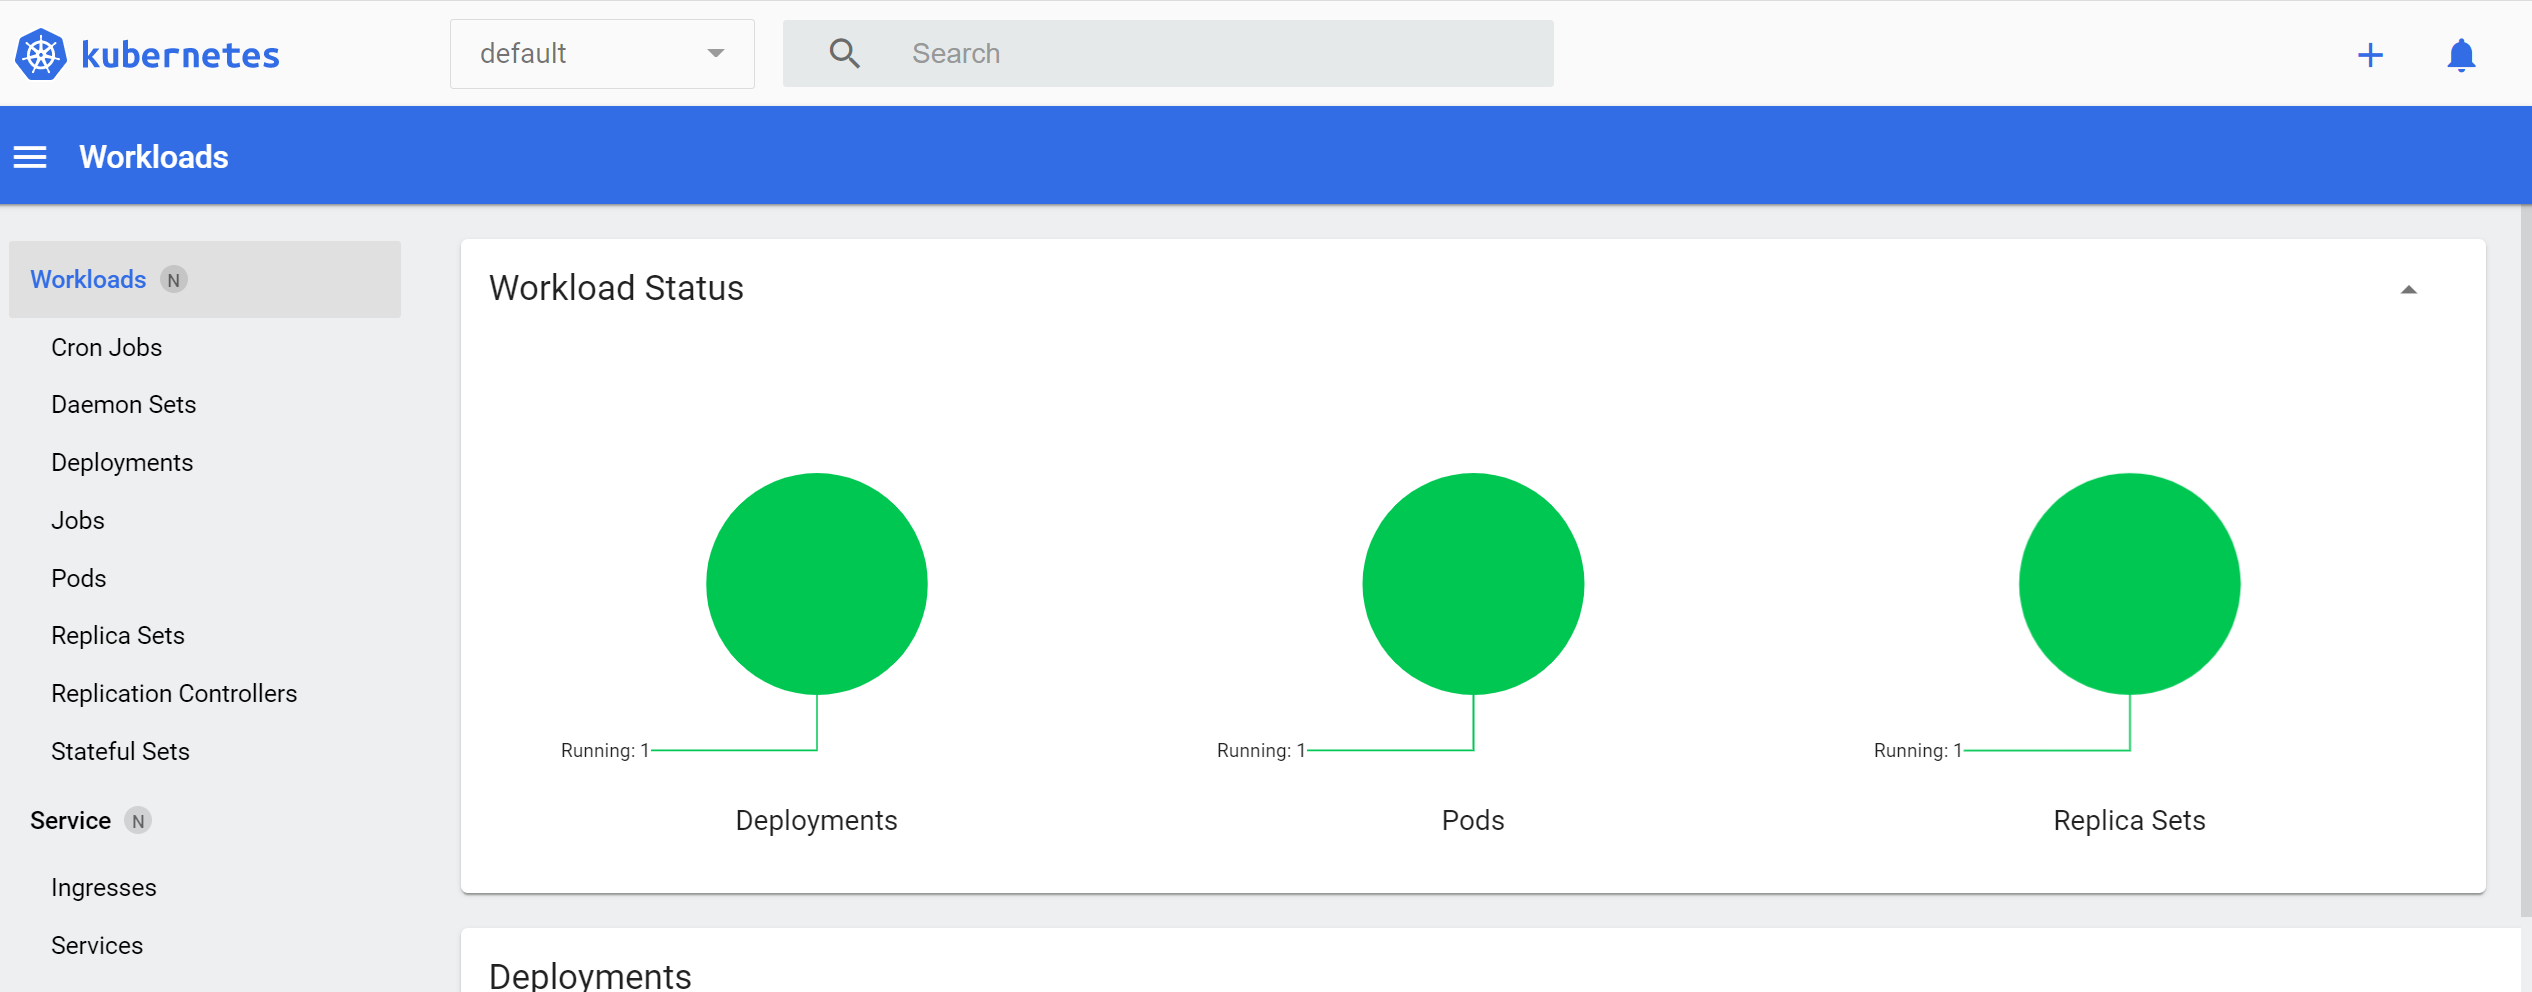 kubernetes
default
Search
Workloads
Workloads N
Cron Jobs
Daemon Sets
Deployments
Jobs
Pods
Replica Sets
Replication Controllers
Stateful Sets
Service N
Ingresses
Services
Workload Status
Running: 1
Deployments
Running: 1
Pods
Running: 1
Replica Sets
Deployments